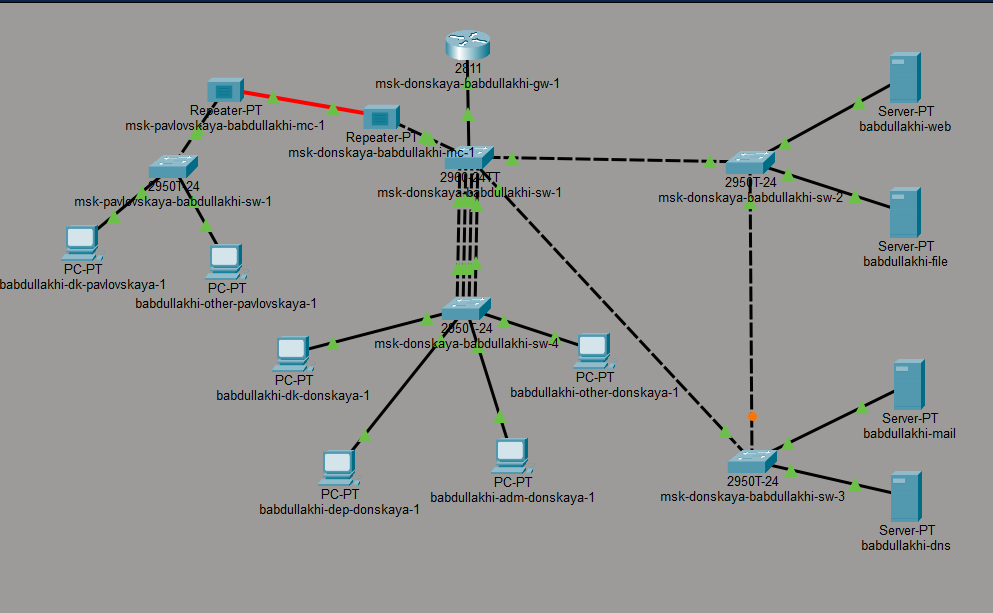 2811
msk-donskaya-babdullakhi-gw-1
Repeater-PT
msk-pavlovskaya-babdullakhi-mc-1
Repeater-PT
msk-donskaya-babdullakhi-mc-1
Server-PT
babdullakhi-web
2960-24TT
msk-donskaya-babdullakhi-sw-1
2950T-24
msk-pavlovskaya-babdullakhi-sw-1
2950T-24
msk-donskaya-babdullakhi-sw-2
Server-PT
babdullakhi-file
PC-PT
babdullakhi-dk-pavlovskaya-1
PC-PT
babdullakhi-other-pavlovskaya-1
2950T-24
msk-donskaya-babdullakhi-sw-4
PC-PT
babdullakhi-dk-donskaya-1
PC-PT
babdullakhi-other-donskaya-1
Server-PT
babdullakhi-mail
PC-PT
babdullakhi-dep-donskaya-1
PC-PT
babdullakhi-adm-donskaya-1
2950T-24
msk-donskaya-babdullakhi-sw-3
Server-PT
babdullakhi-dns